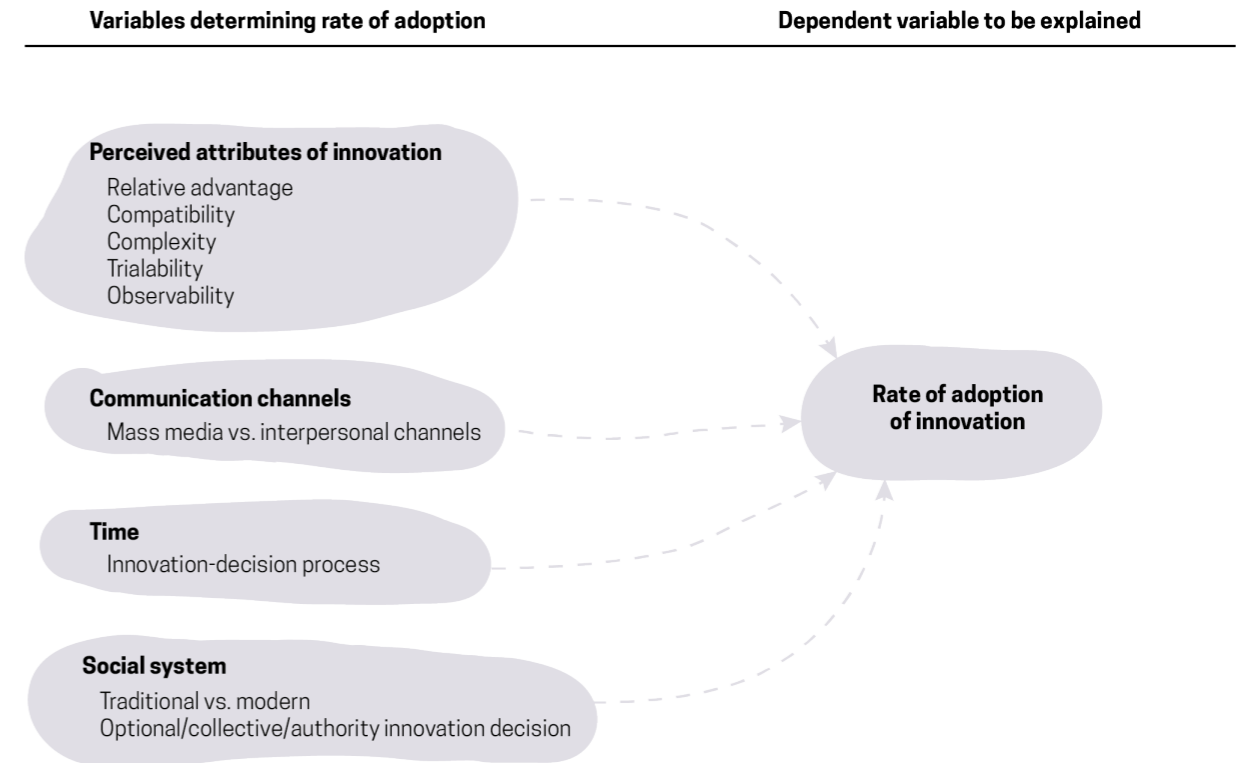 Variables determining rate of adoption
Dependent variable to be explained
Perceived attributes of innovation
Relative advantage
Compatibility
Complexity
Trialability
Observability
Communication channels
Mass media vs. interpersonal channels
Time
Innovation-decision process
Social system
Traditional vs. modern
Optional/collective/authority innovation decision
Rate of adoption
of innovation